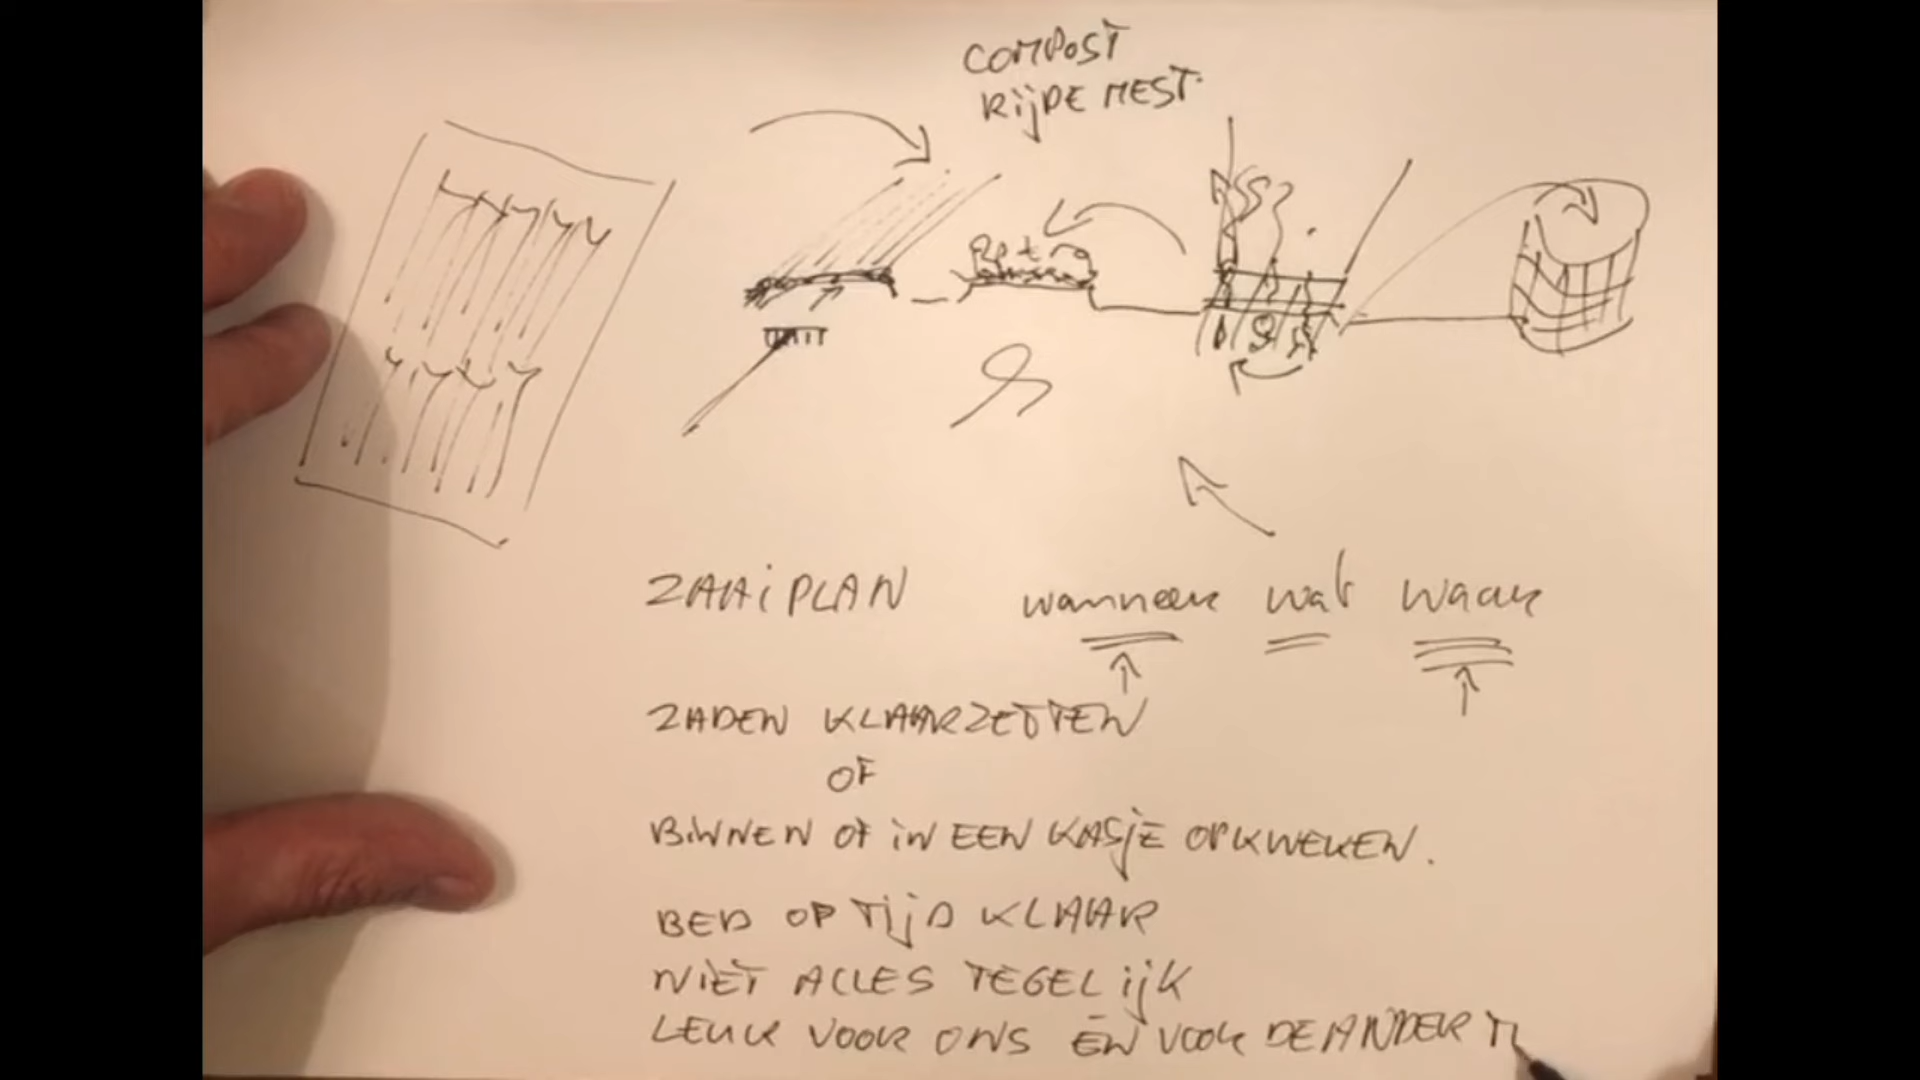 COMPOST
RIJPE MEST.
ZAAIPLAN wanneer wat waar
ZADEN KLAARZETTEN
OF
BINNEN OF IN EEN KASJE OPKWEKEN.
BED OP TIJD KLAAR
NIET ALLES TEGELIJK
LEUK VOOR ONS EN VOOR DE ANDER